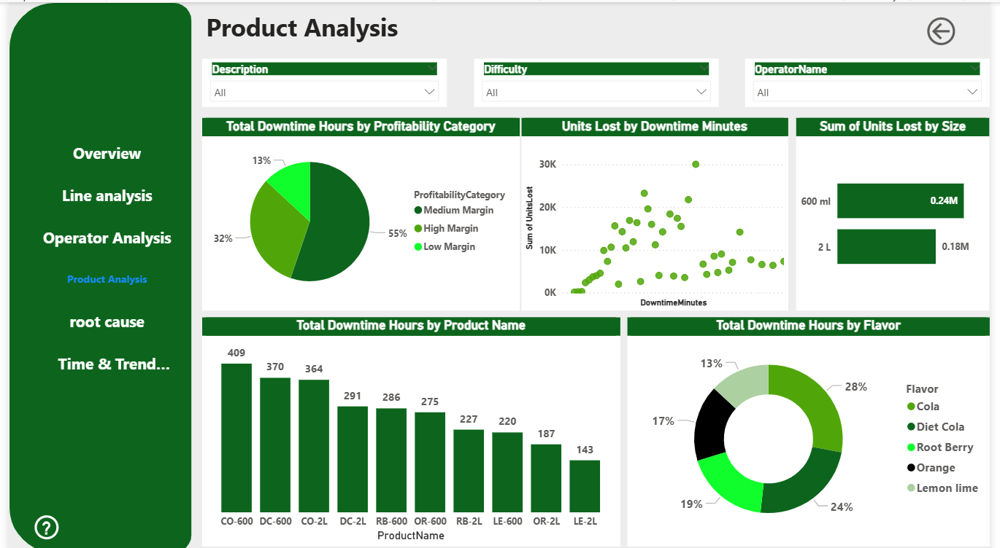 Product Analysis
Overview
Line analysis
Operator Analysis
Product Analysis
root cause
Time & Trend...
?
Description
All
Difficulty
All
OperatorName
All
Total Downtime Hours by Profitability Category
13%
32%
55%
ProfitabilityCategory
Medium Margin
High Margin
Low Margin
Units Lost by Downtime Minutes
Sum of UnitsLost
30K
20K
10K
0K
DowntimeMinutes
Sum of Units Lost by Size
600 ml
0.24M
2 L
0.18M
Total Downtime Hours by Product Name
409
370
364
291
286
275
227
220
187
143
CO-600 DC-600 CO-2L DC-2L RB-600 OR-600 RB-2L LE-600 OR-2L LE-2L
ProductName
Total Downtime Hours by Flavor
13%
28%
17%
19%
24%
Flavor
Cola
Diet Cola
Root Berry
Orange
Lemon lime